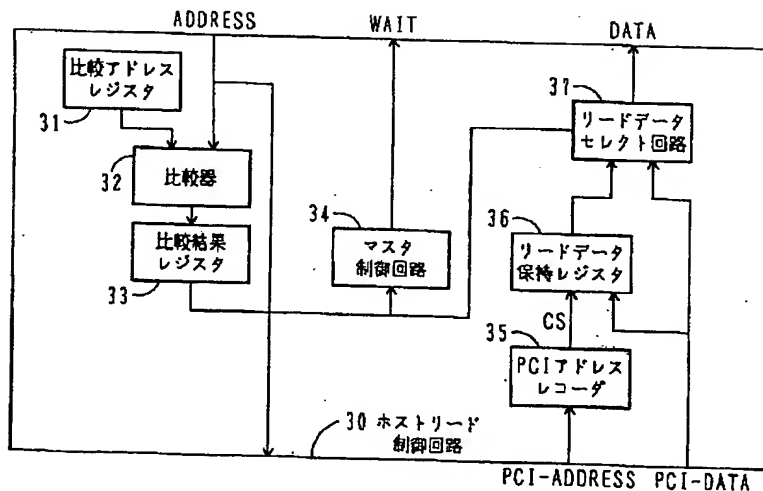 ADDRESS
WAIT
DATA
比較アドレス
レジスタ
31
37
リードデータ
セレクト回路
32
比較器
34
36
比較結果
レジスタ
33
マスタ
制御回路
リードデータ
保持レジスタ
CS
35
PCIアドレス
レコーダ
30 ホストリード
制御回路
PCI-ADDRESS
PCI-DATA